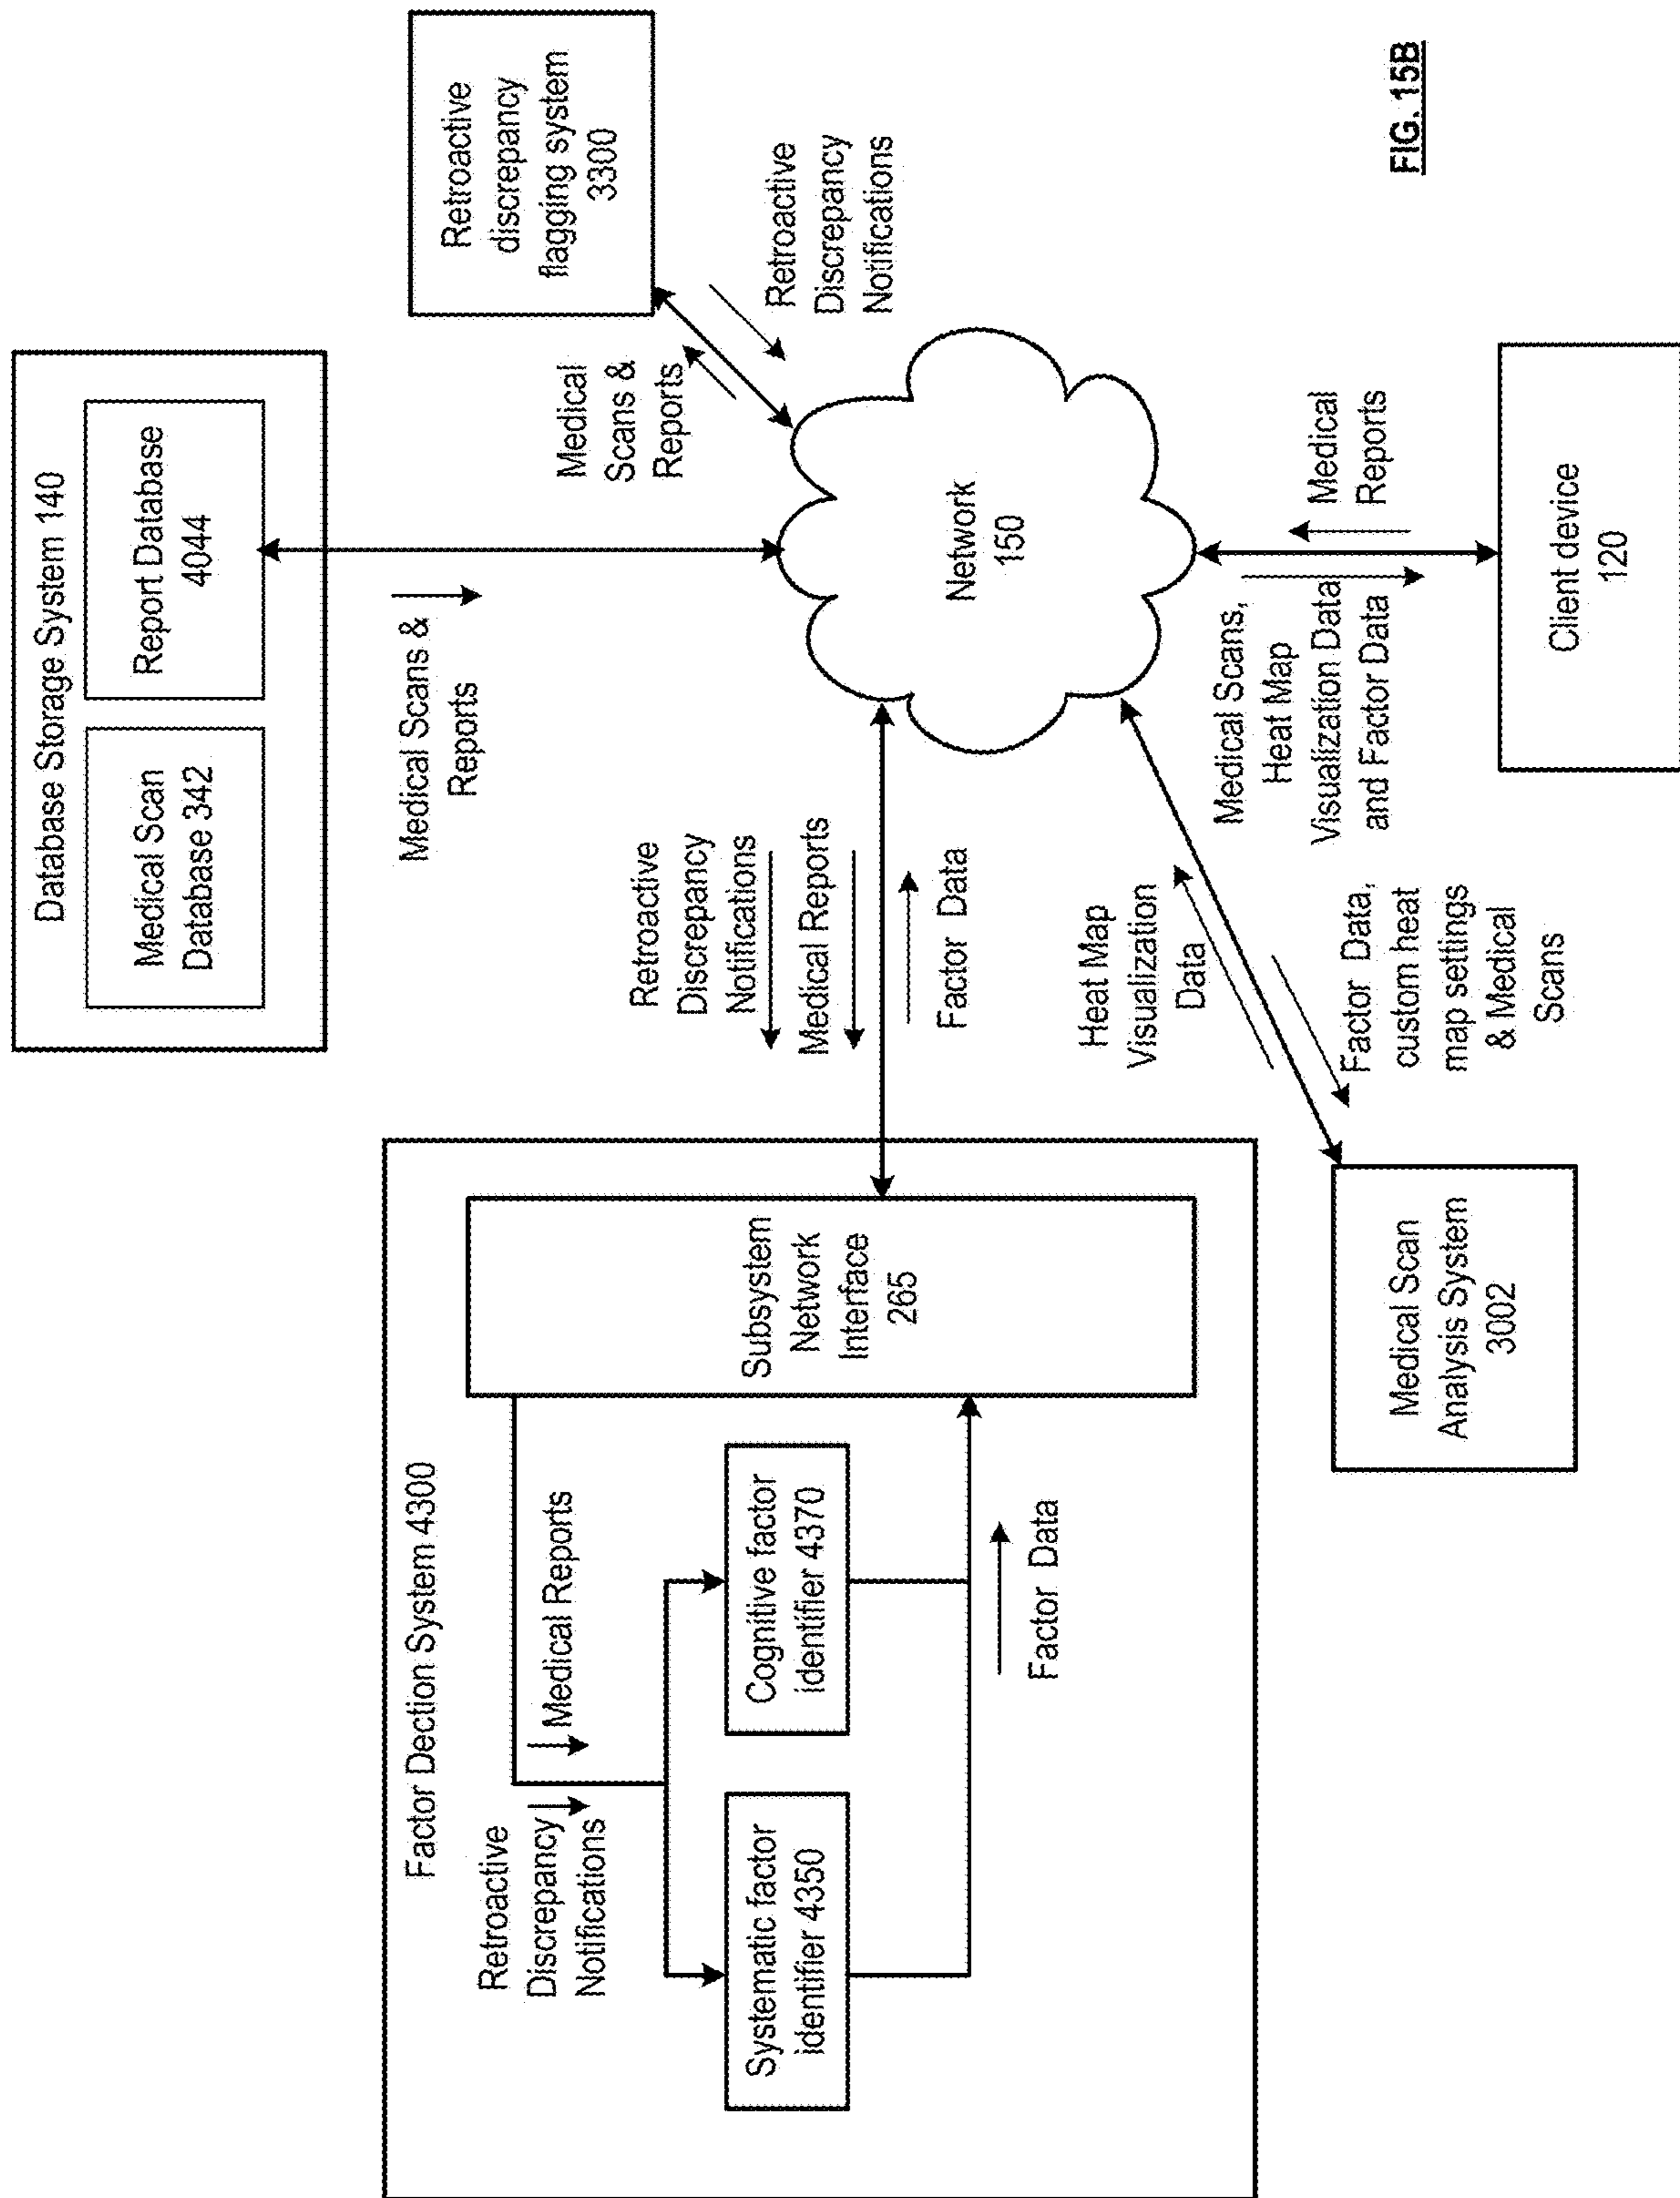 Database Storage System 140
Medical Scan
Database 342
Report Database
4044
Medical Scans &
Reports
Retroactive
discrepancy
flagging system
3300
Medical
Scans &
Reports
Retroactive
Discrepancy
Notifications
Factor Dection System 4300
Retroactive
Discrepancy
Notifications
Medical Reports
Systematic factor
identifier 4350
Cognitive factor
identifier 4370
Factor Data
Subsystem
Network
Interface
265
Retroactive
Discrepancy
Notifications
Medical Reports
Factor Data
Network
150
Heat Map
Visualization
Data
Factor Data,
custom heat
map settings
& Medical
Scans
Medical Scan
Analysis System
3002
Medical Scans,
Heat Map
Visualization Data
and Factor Data
Medical
Reports
Client device
120
FIG. 15B